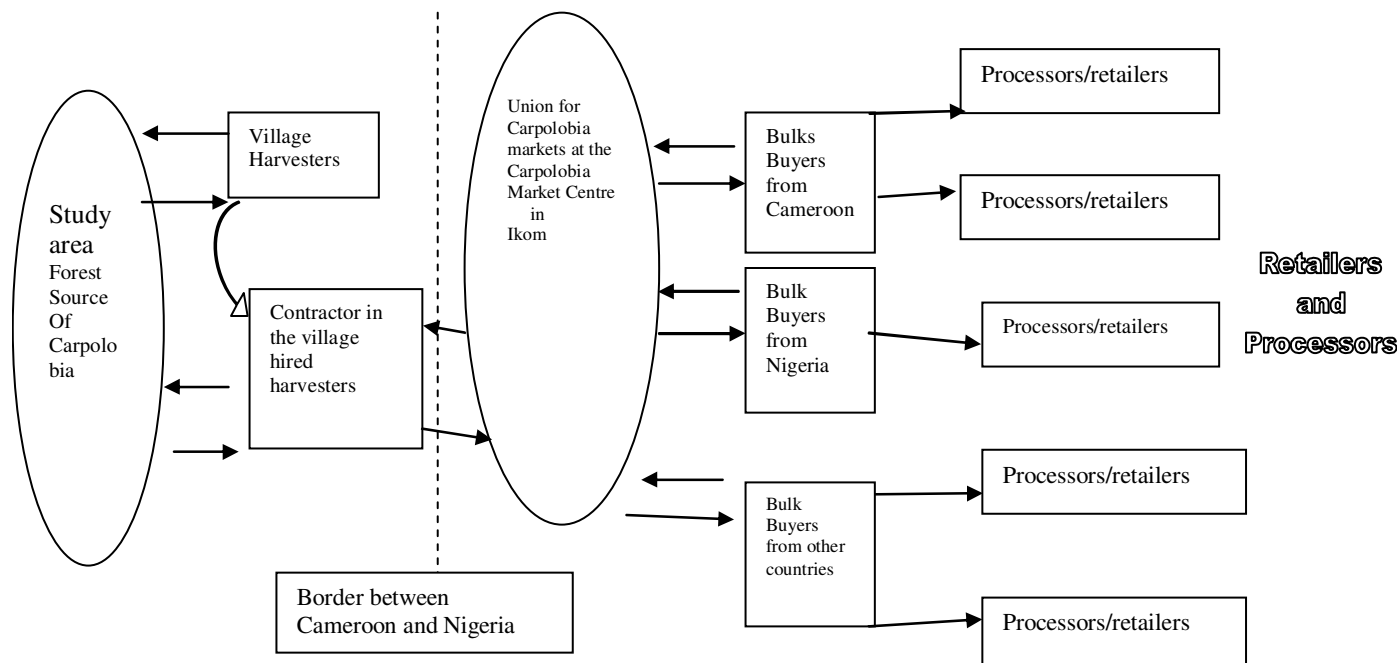 Study
area
Forest
Source
Of
Carpolo
bia
Village
Harvesters
Contractor in
the village
hired
harvesters
Border between
Cameroon and Nigeria
Union for
Carpolobia
markets at the
Carpolobia
Market Centre
in
Ikom
Bulks
Buyers
from
Cameroon
Bulk
Buyers
from
Nigeria
Bulk
Buyers
from other
countries
Processors/retailers
Processors/retailers
Processors/retailers
Processors/retailers
Processors/retailers
Retailers
and
Processors